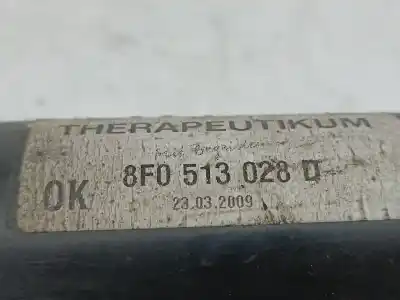 THERAPEUTIKUM
OK 8F0 513 028 D
23.03.2009